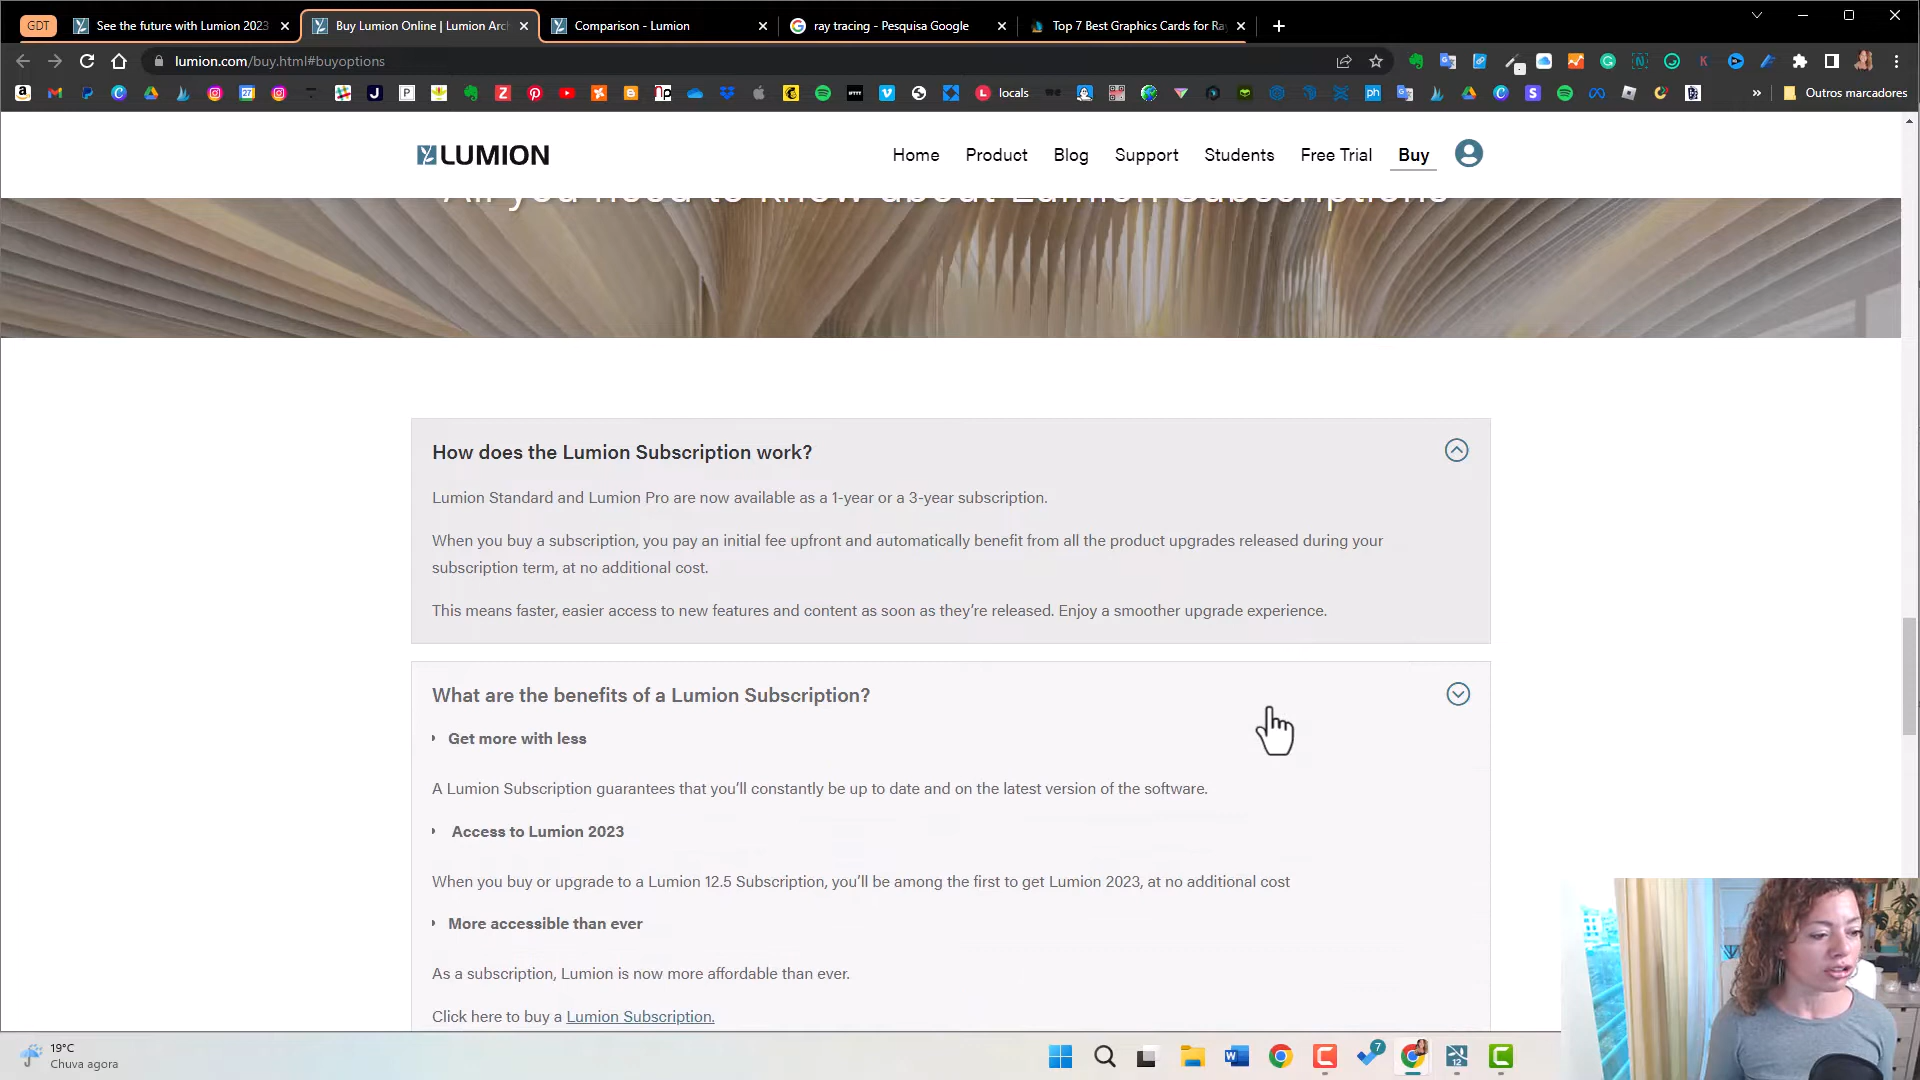 GDT
See the future with Lumion 2023
Buy Lumion Online | Lumion Arc
Comparison - Lumion
ray tracing - Pesquisa Google
Top 7 Best Graphics Cards for Ra
lumion.com/buy.html#buyoptions
locals
Outros marcadores
LUMION
Home
Product
Blog
Support
Students
Free Trial
Buy
All you need to know about Lumion Subscriptions
How does the Lumion Subscription work?
Lumion Standard and Lumion Pro are now available as a 1-year or a 3-year subscription.
When you buy a subscription, you pay an initial fee upfront and automatically benefit from all the product upgrades released during your
subscription term, at no additional cost.
This means faster, easier access to new features and content as soon as they’re released. Enjoy a smoother upgrade experience.
What are the benefits of a Lumion Subscription?
Get more with less
A Lumion Subscription guarantees that you’ll constantly be up to date and on the latest version of the software.
Access to Lumion 2023
When you buy or upgrade to a Lumion 12.5 Subscription, you’ll be among the first to get Lumion 2023, at no additional cost
More accessible than ever
As a subscription, Lumion is now more affordable than ever.
Click here to buy a Lumion Subscription.
19°C
Chuva agora
7
12